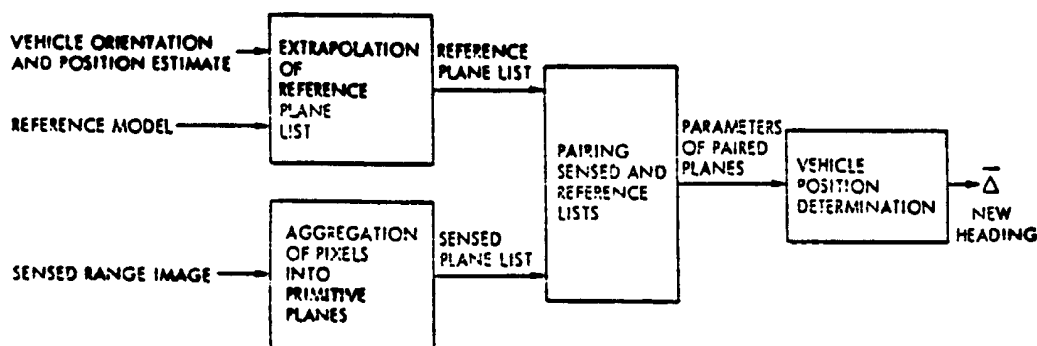 VEHICLE ORIENTATION
AND POSITION ESTIMATE
REFERENCE MODEL
EXTRAPOLATION
OF
REFERENCE
PLANE
LIST
REFERENCE
PLANE LIST
SENSED RANGE IMAGE
AGGREGATION
OF PIXELS
INTO
PRIMITIVE
PLANES
SENSED
PLANE LIST
PAIRING
SENSED AND
REFERENCE
LISTS
PARAMETERS
OF PAIRED
PLANES
VEHICLE
POSITION
DETERMINATION
Δ̅
NEW
HEADING